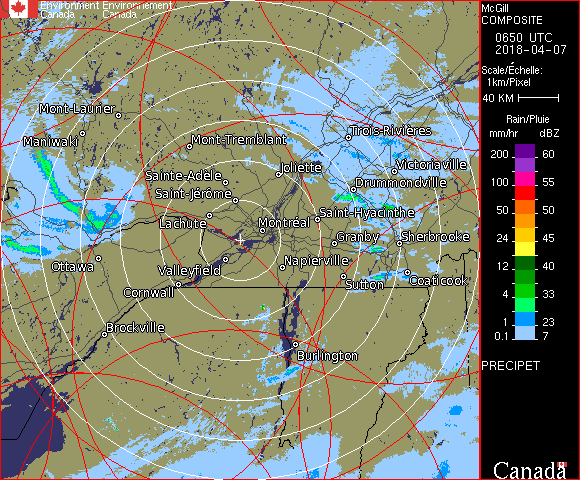 Environment Environnement
Canada Canada
McGill
COMPOSITE
0650 UTC
2018-04-07
Scale/Échelle:
1km/Pixel
40 KM
Rain/Pluie
mm/hr dBZ
200 60
100 55
50 50
24 45
12 40
4 33
1 23
0.1 7
PRECIPET
Canada
Mont-Laurier
Maniwaki
Mont-Tremblant
Trois-Rivières
Joliette
Victoriaville
Sainte-Adèle
Drummondville
Saint-Jérôme
Saint-Hyacinthe
Lachute
Montréal
Granby
Sherbrooke
Ottawa
Valleyfield
Napierville
Cornwall
Sutton
Coaticook
Brockville
Burlington